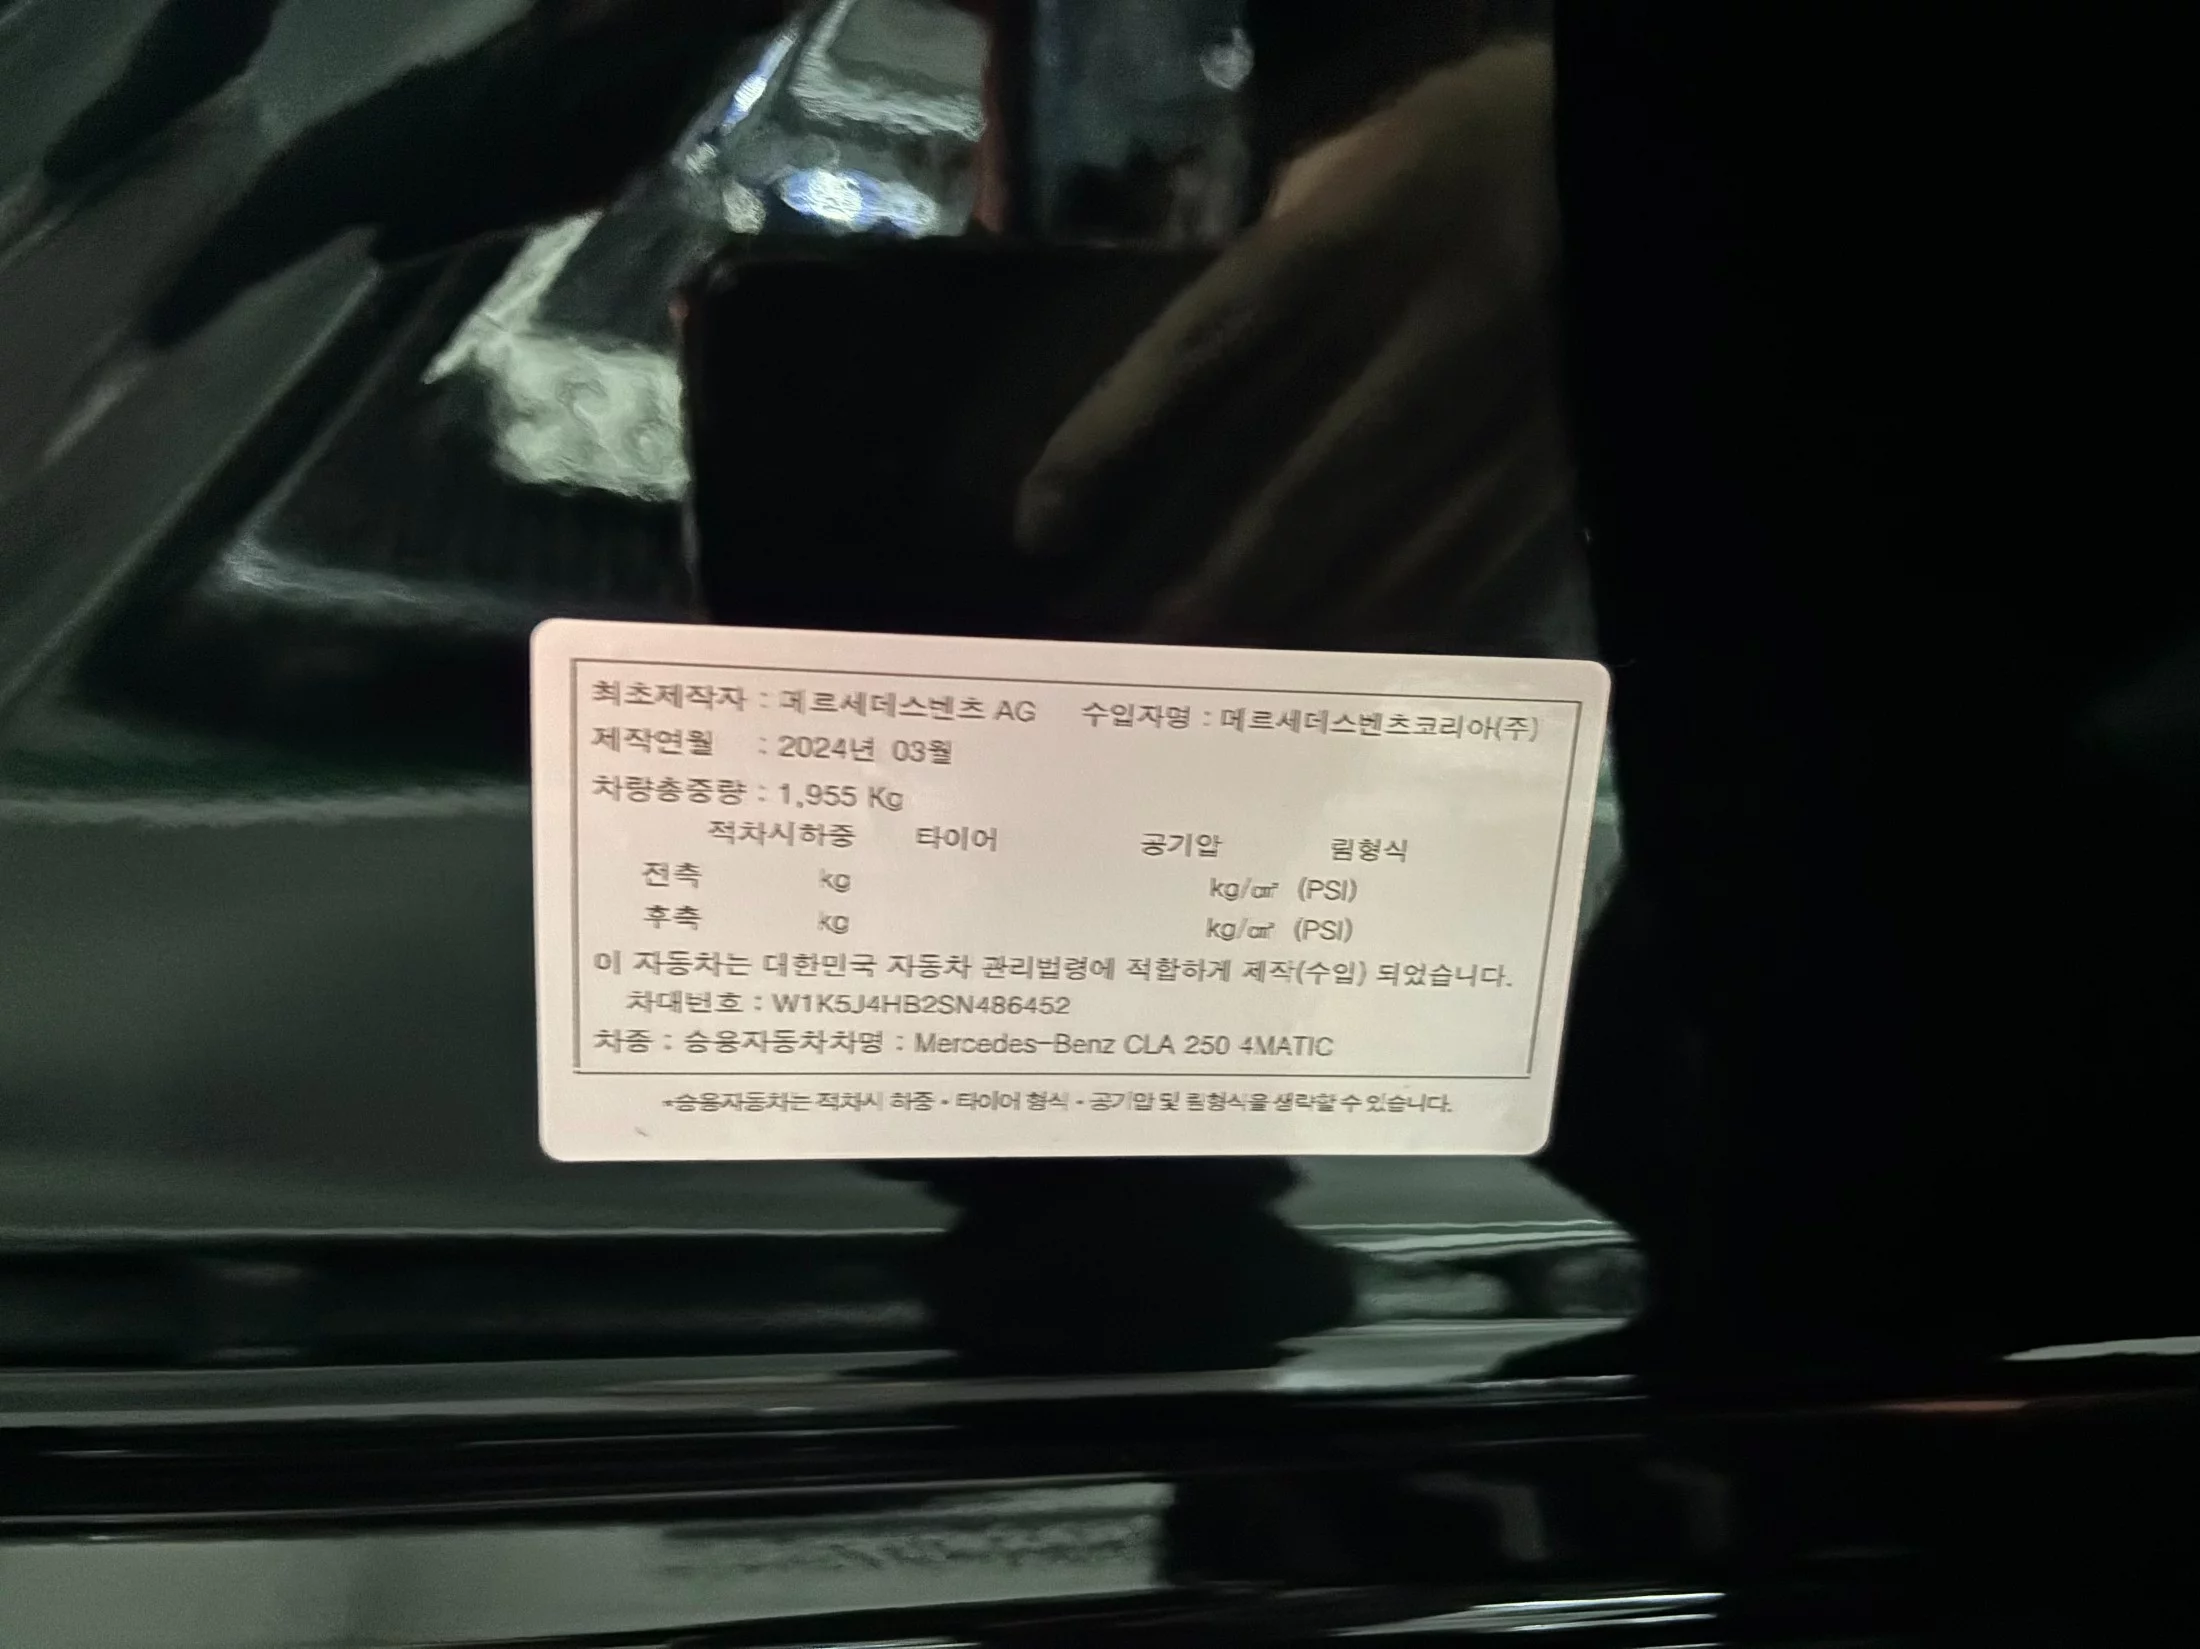 최초제작자 : 메르세데스벤츠 AG 수입자명 : 메르세데스벤츠코리아(주)
제작연월 : 2024년 03월
차량총중량 : 1,955 Kg
적차시하중 타이어 공기압 림형식
전축 kg kg/㎠ (PSI)
후축 kg kg/㎠ (PSI)
이 자동차는 대한민국 자동차 관리법령에 적합하게 제작(수입) 되었습니다.
차대번호 : W1K5J4HB2SN486452
차종 : 승용자동차차명 : Mercedes-Benz CLA 250 4MATIC
*승용자동차는 적차시 하중·타이어 형식·공기압 및 림형식을 생략할 수 있습니다.